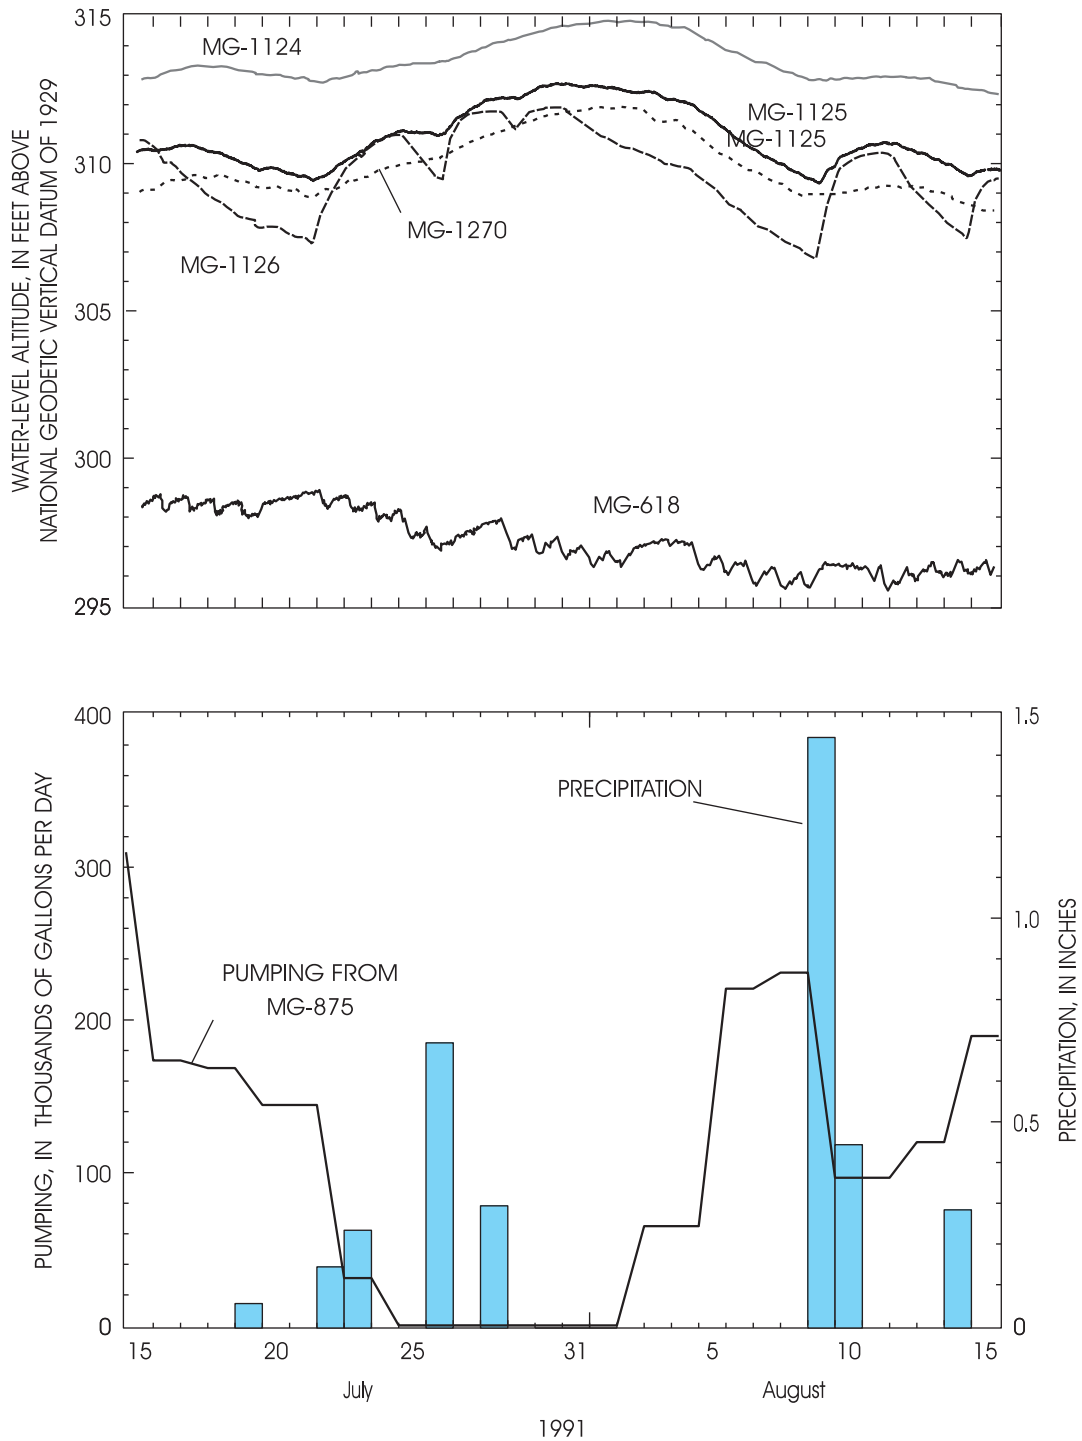 WATER-LEVEL ALTITUDE, IN FEET ABOVE
NATIONAL GEODETIC VERTICAL DATUM OF 1929
315
310
305
300
295
MG-1124
MG-1125
MG-1125
MG-1270
MG-1126
MG-618
PUMPING, IN THOUSANDS OF GALLONS PER DAY
400
300
200
100
0
PRECIPITATION
PUMPING FROM
MG-875
1.5
1.0
0.5
0
PRECIPITATION, IN INCHES
15 20 25 31 5 10 15
July August
1991